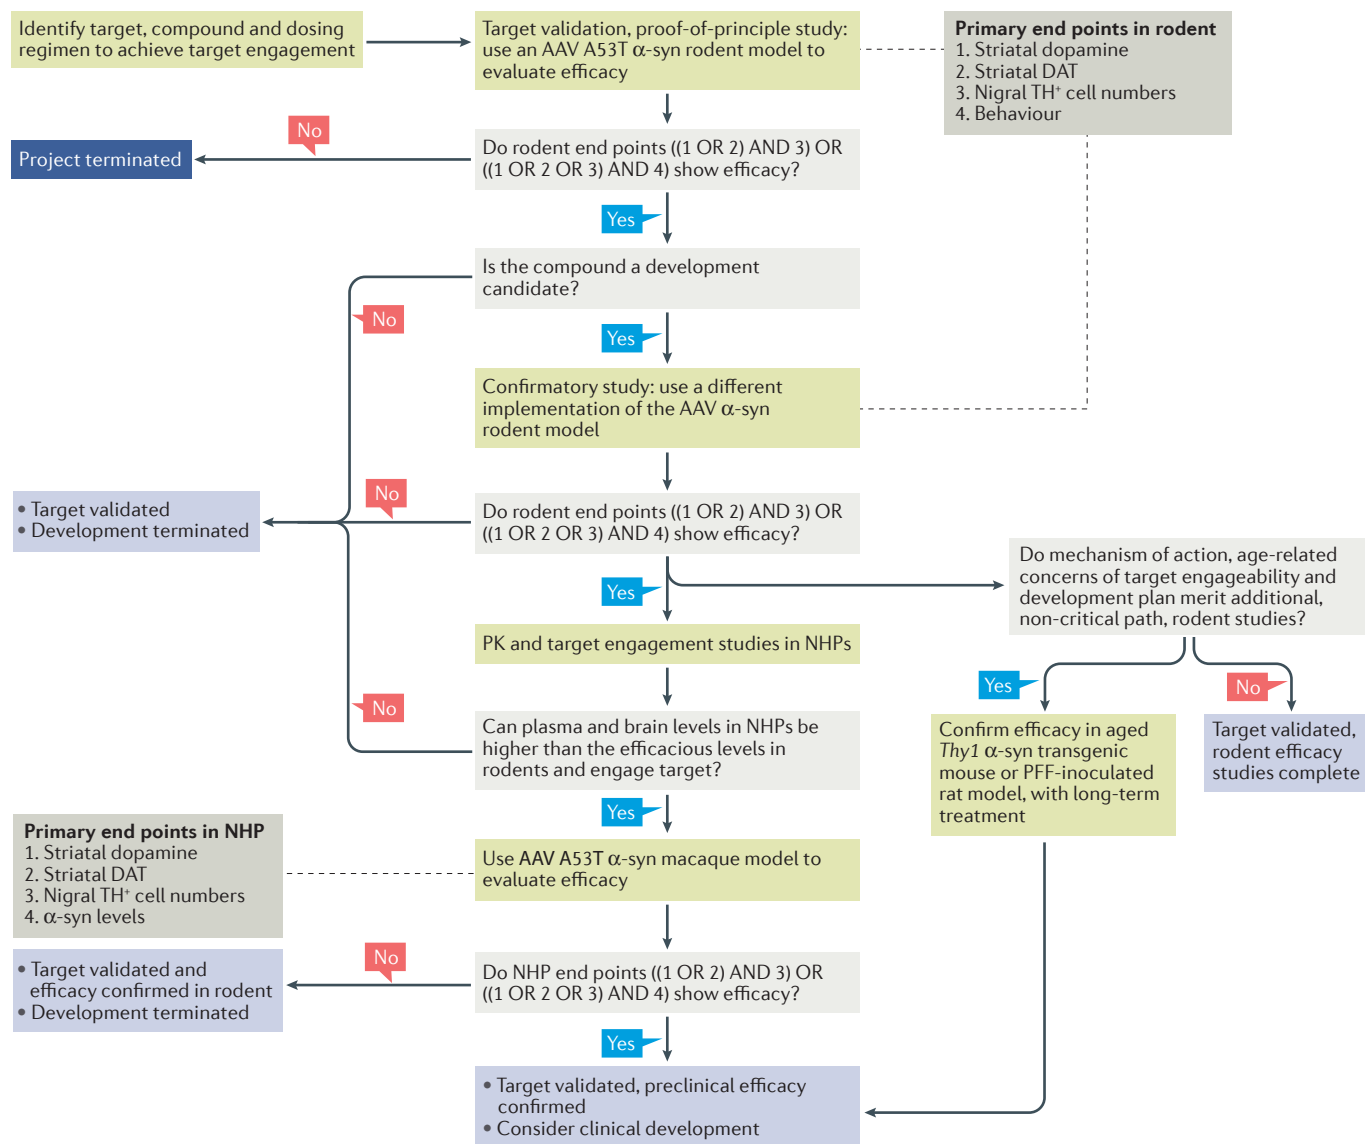 Identify target, compound and dosing
regimen to achieve target engagement
Target validation, proof-of-principle study:
use an AAV A53T α-syn rodent model to
evaluate efficacy
Primary end points in rodent
1. Striatal dopamine
2. Striatal DAT
3. Nigral TH⁺ cell numbers
4. Behaviour
No
Project terminated
Do rodent end points ((1 OR 2) AND 3) OR
((1 OR 2 OR 3) AND 4) show efficacy?
Yes
Is the compound a development
candidate?
No
Yes
Confirmatory study: use a different
implementation of the AAV α-syn
rodent model
• Target validated
• Development terminated
No
Do rodent end points ((1 OR 2) AND 3) OR
((1 OR 2 OR 3) AND 4) show efficacy?
Do mechanism of action, age-related
concerns of target engageability and
development plan merit additional,
non-critical path, rodent studies?
Yes
PK and target engagement studies in NHPs
Yes
No
No
Can plasma and brain levels in NHPs be
higher than the efficacious levels in
rodents and engage target?
Confirm efficacy in aged
Thy1 α-syn transgenic
mouse or PFF-inoculated
rat model, with long-term
treatment
Target validated,
rodent efficacy
studies complete
Yes
Primary end points in NHP
1. Striatal dopamine
2. Striatal DAT
3. Nigral TH⁺ cell numbers
4. α-syn levels
Use AAV A53T α-syn macaque model to
evaluate efficacy
No
• Target validated and
efficacy confirmed in rodent
• Development terminated
Do NHP end points ((1 OR 2) AND 3) OR
((1 OR 2 OR 3) AND 4) show efficacy?
Yes
• Target validated, preclinical efficacy
confirmed
• Consider clinical development